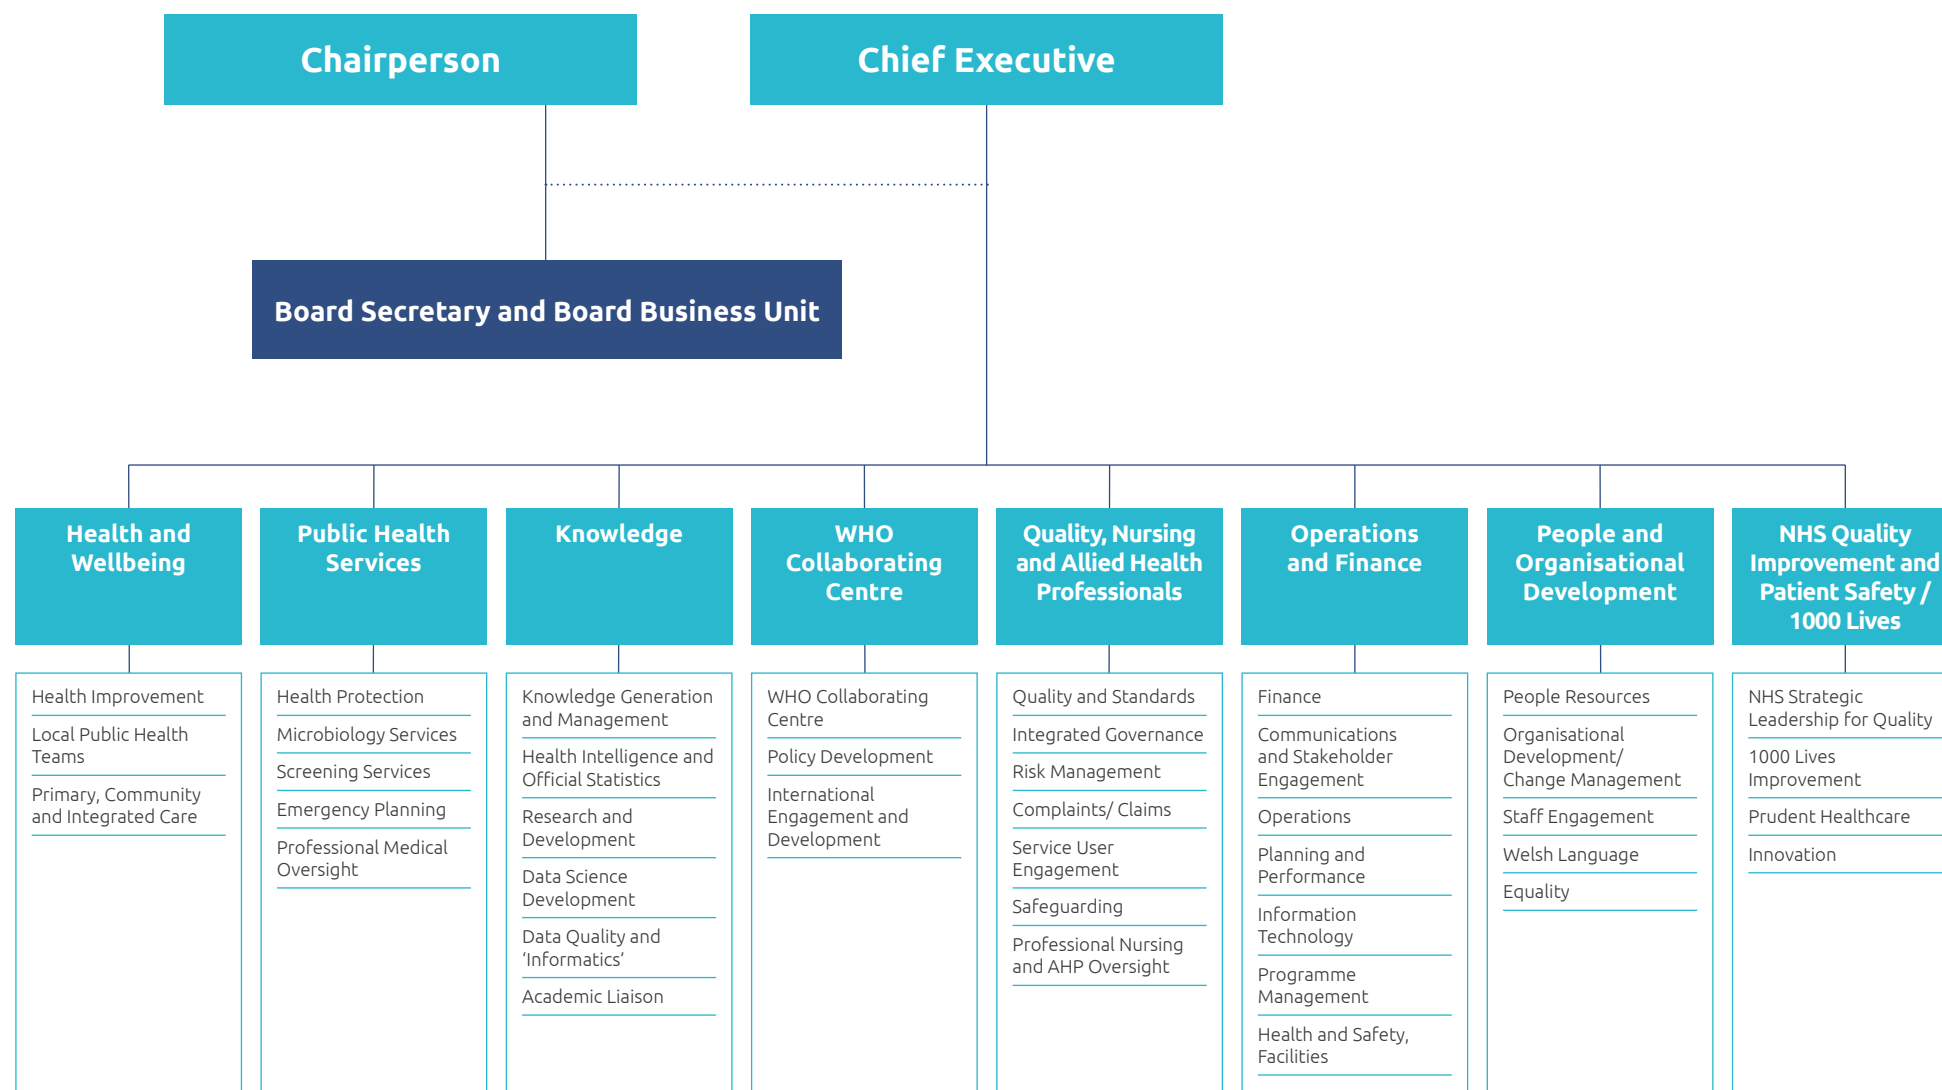 Chairperson
Chief Executive
Board Secretary and Board Business Unit
Health and
Wellbeing
Health Improvement
Local Public Health
Teams
Primary, Community
and Integrated Care
Public Health
Services
Health Protection
Microbiology Services
Screening Services
Emergency Planning
Professional Medical
Oversight
Knowledge
Knowledge Generation
and Management
Health Intelligence and
Official Statistics
Research and
Development
Data Science
Development
Data Quality and
‘Informatics’
Academic Liaison
WHO
Collaborating
Centre
WHO Collaborating
Centre
Policy Development
International
Engagement and
Development
Quality, Nursing
and Allied Health
Professionals
Quality and Standards
Integrated Governance
Risk Management
Complaints/ Claims
Service User
Engagement
Safeguarding
Professional Nursing
and AHP Oversight
Operations
and Finance
Finance
Communications
and Stakeholder
Engagement
Operations
Planning and
Performance
Information
Technology
Programme
Management
Health and Safety,
Facilities
People and
Organisational
Development
People Resources
Organisational
Development/
Change Management
Staff Engagement
Welsh Language
Equality
NHS Quality
Improvement and
Patient Safety /
1000 Lives
NHS Strategic
Leadership for Quality
1000 Lives
Improvement
Prudent Healthcare
Innovation